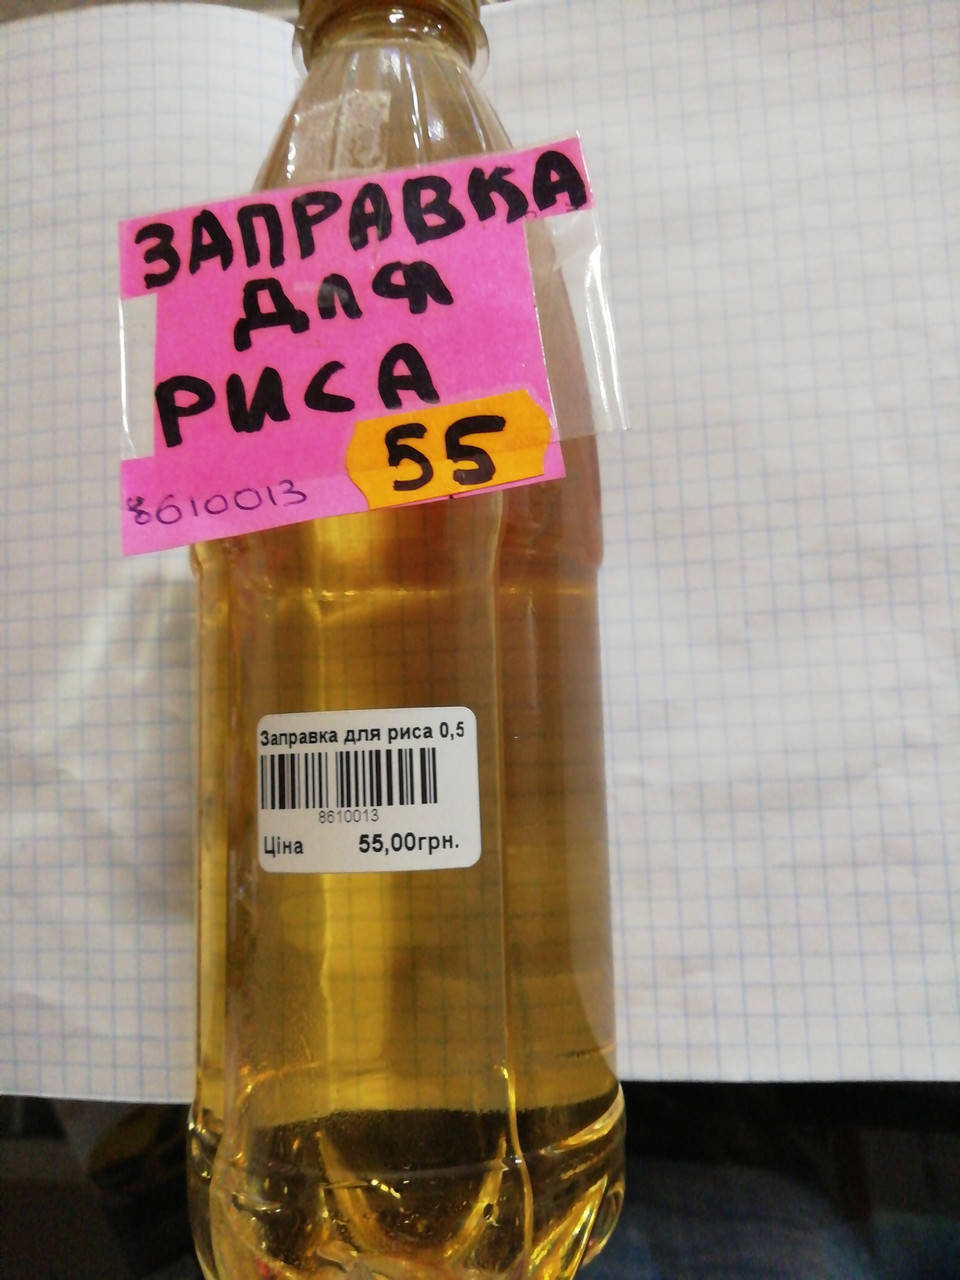 ЗАПРАВКА
для
РИСА
55
8610013
Заправка для риса 0,5
8610013
Ціна 55,00грн.